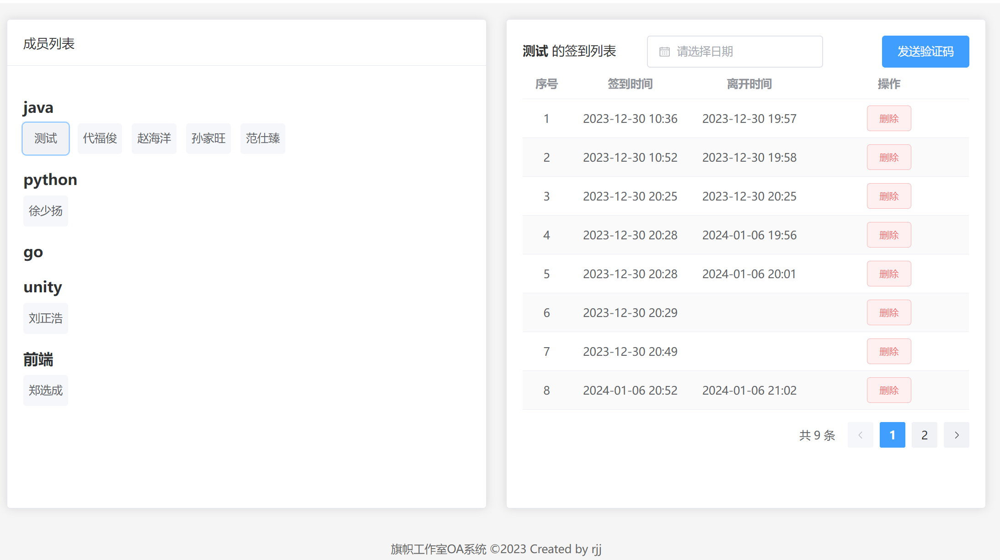 成员列表
java
测试 代福俊 赵海洋 孙家旺 范仕臻
python
徐少扬
go
unity
刘正浩
前端
郑选成
测试 的签到列表 请选择日期 发送验证码
序号 签到时间 离开时间 操作
1 2023-12-30 10:36 2023-12-30 19:57 删除
2 2023-12-30 10:52 2023-12-30 19:58 删除
3 2023-12-30 20:25 2023-12-30 20:25 删除
4 2023-12-30 20:28 2024-01-06 19:56 删除
5 2023-12-30 20:28 2024-01-06 20:01 删除
6 2023-12-30 20:29 删除
7 2023-12-30 20:49 删除
8 2024-01-06 20:52 2024-01-06 21:02 删除
共 9 条 1 2
旗帜工作室OA系统 ©2023 Created by rjj